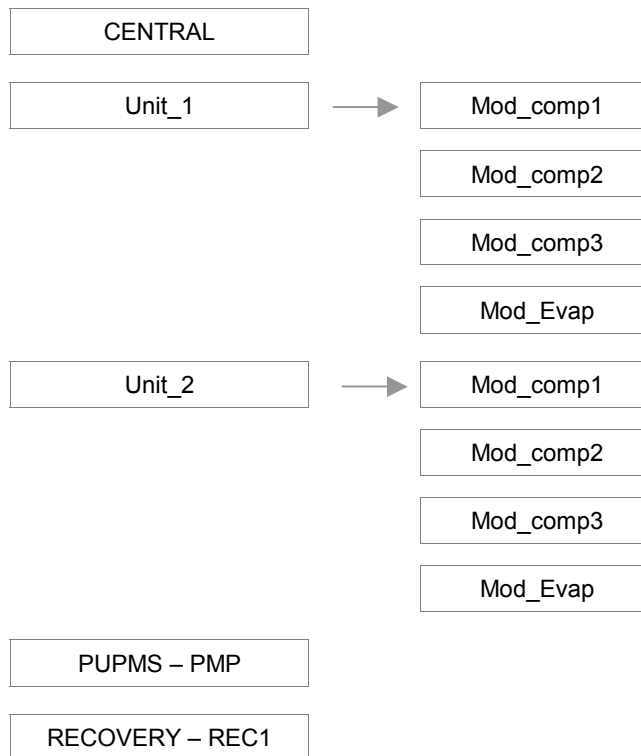 CENTRAL
Unit_1
Mod_comp1
Mod_comp2
Mod_comp3
Mod_Evap
Unit_2
Mod_comp1
Mod_comp2
Mod_comp3
Mod_Evap
PUPMS – PMP
RECOVERY – REC1